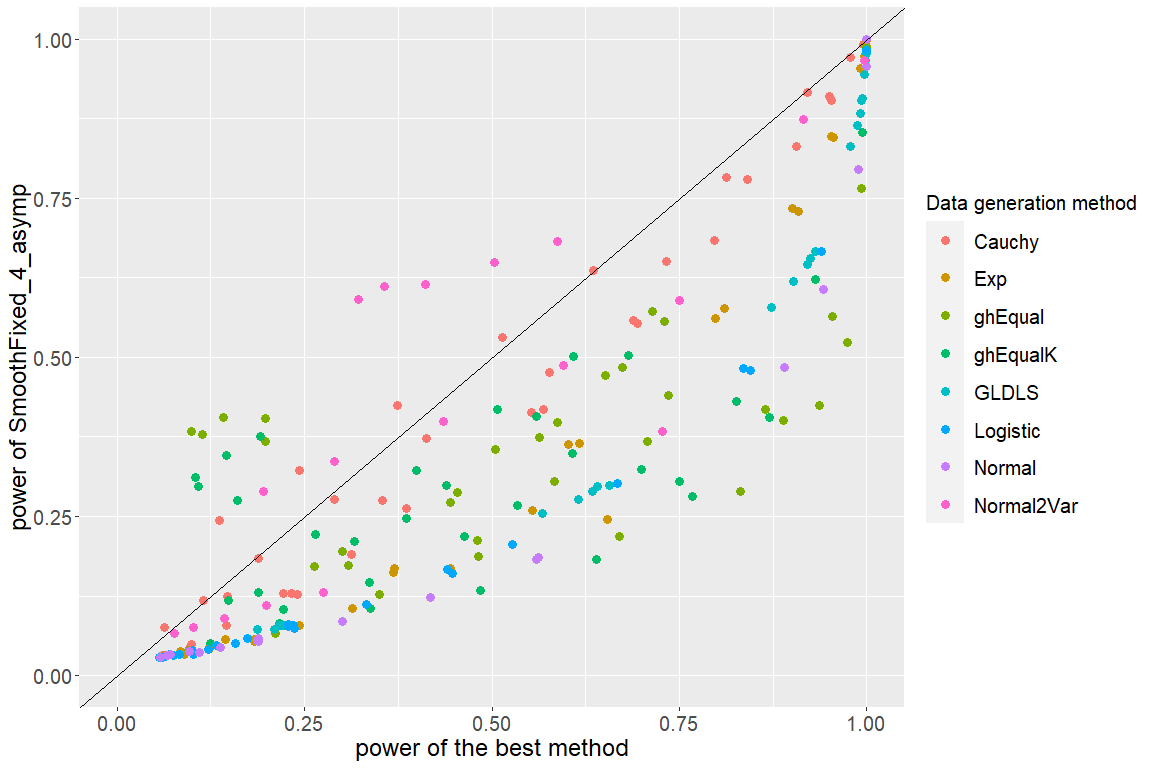 1.00
0.75
0.50
0.25
0.00
power of SmoothFixed_4_asymp
0.00 0.25 0.50 0.75 1.00
power of the best method
Data generation method
Cauchy
Exp
ghEqual
ghEqualK
GLDLS
Logistic
Normal
Normal2Var